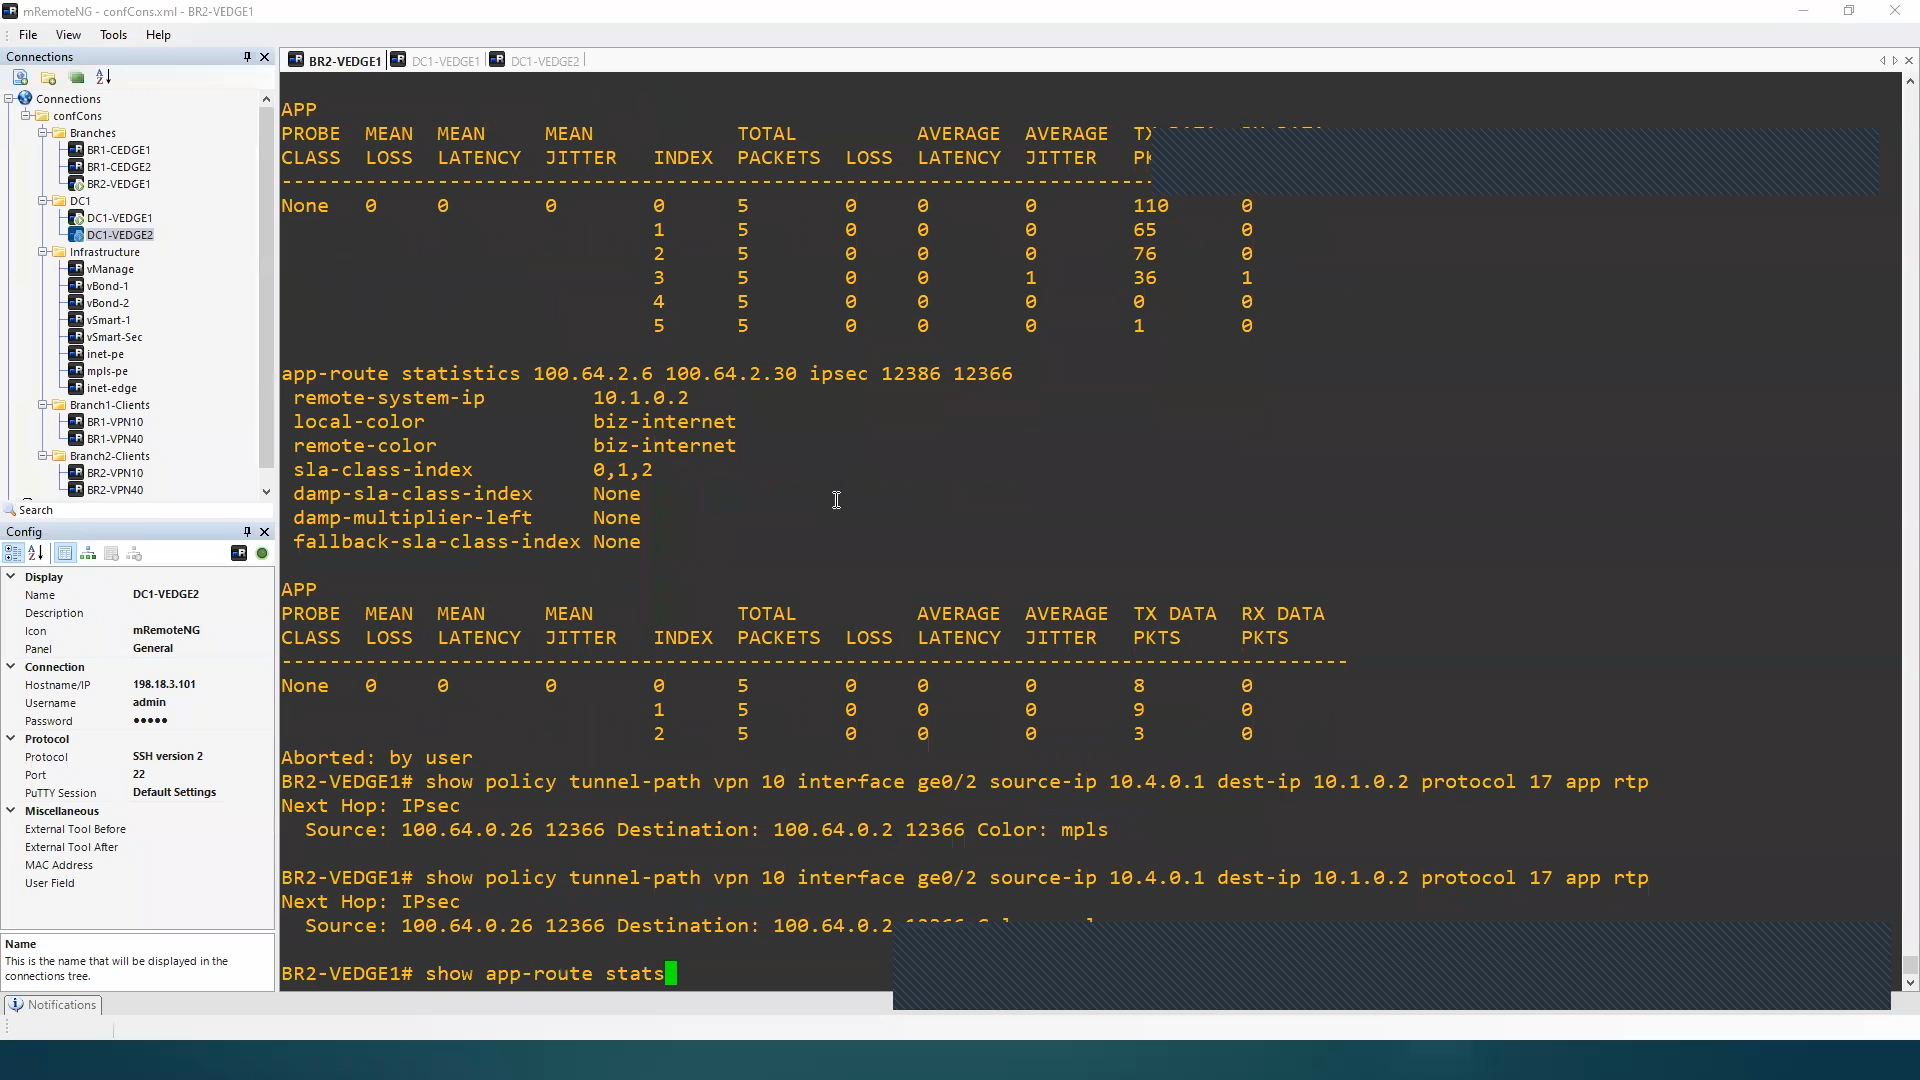 mRemoteNG - confCons.xml - BR2-VEDGE1
File View Tools Help
Connections
Connections
confCons
Branches
BR1-CEDGE1
BR1-CEDGE2
BR2-VEDGE1
DC1
DC1-VEDGE1
DC1-VEDGE2
Infrastructure
vManage
vBond-1
vBond-2
vSmart-1
vSmart-Sec
inet-pe
mpls-pe
inet-edge
Branch1-Clients
BR1-VPN10
BR1-VPN40
Branch2-Clients
BR2-VPN10
BR2-VPN40
Search
Config
Display
Name DC1-VEDGE2
Description
Icon mRemoteNG
Panel General
Connection
Hostname/IP 198.18.3.101
Username admin
Password •••••
Protocol
Protocol SSH version 2
Port 22
PuTTY Session Default Settings
Miscellaneous
External Tool Before
External Tool After
MAC Address
User Field
Name
This is the name that will be displayed in the
connections tree.
Notifications
BR2-VEDGE1 DC1-VEDGE1 DC1-VEDGE2
APP
PROBE MEAN MEAN MEAN TOTAL AVERAGE AVERAGE
CLASS LOSS LATENCY JITTER INDEX PACKETS LOSS LATENCY JITTER
--------------------------------------------------------------------------
None 0 0 0 0 5 0 0 0 110 0
1 5 0 0 0 65 0
2 5 0 0 0 76 0
3 5 0 0 1 36 1
4 5 0 0 0 0 0
5 5 0 0 0 1 0
app-route statistics 100.64.2.6 100.64.2.30 ipsec 12386 12366
remote-system-ip 10.1.0.2
local-color biz-internet
remote-color biz-internet
sla-class-index 0,1,2
damp-sla-class-index None
damp-multiplier-left None
fallback-sla-class-index None
APP
PROBE MEAN MEAN MEAN TOTAL AVERAGE AVERAGE TX DATA RX DATA
CLASS LOSS LATENCY JITTER INDEX PACKETS LOSS LATENCY JITTER PKTS PKTS
-----------------------------------------------------------------------------------------
None 0 0 0 0 5 0 0 0 8 0
1 5 0 0 0 9 0
2 5 0 0 0 3 0
Aborted: by user
BR2-VEDGE1# show policy tunnel-path vpn 10 interface ge0/2 source-ip 10.4.0.1 dest-ip 10.1.0.2 protocol 17 app rtp
Next Hop: IPsec
Source: 100.64.0.26 12366 Destination: 100.64.0.2 12366 Color: mpls
BR2-VEDGE1# show policy tunnel-path vpn 10 interface ge0/2 source-ip 10.4.0.1 dest-ip 10.1.0.2 protocol 17 app rtp
Next Hop: IPsec
Source: 100.64.0.26 12366 Destination: 100.64.0.2
BR2-VEDGE1# show app-route stats